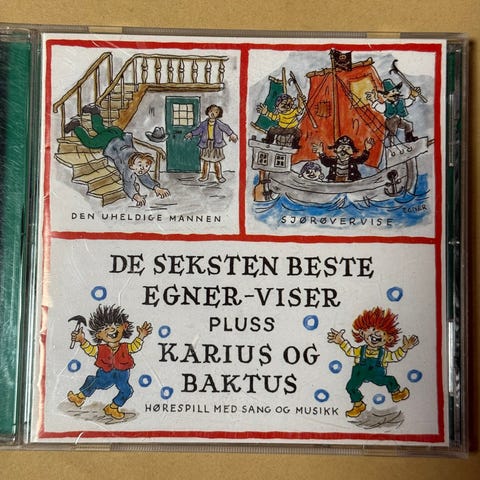 DEN UHELDIGE MANNEN
EGNER
SJØRØVERVISE
DE SEKSTEN BESTE
EGNER-VISER
PLUSS
KARIUS OG
BAKTUS
HØRESPILL MED SANG OG MUSIKK